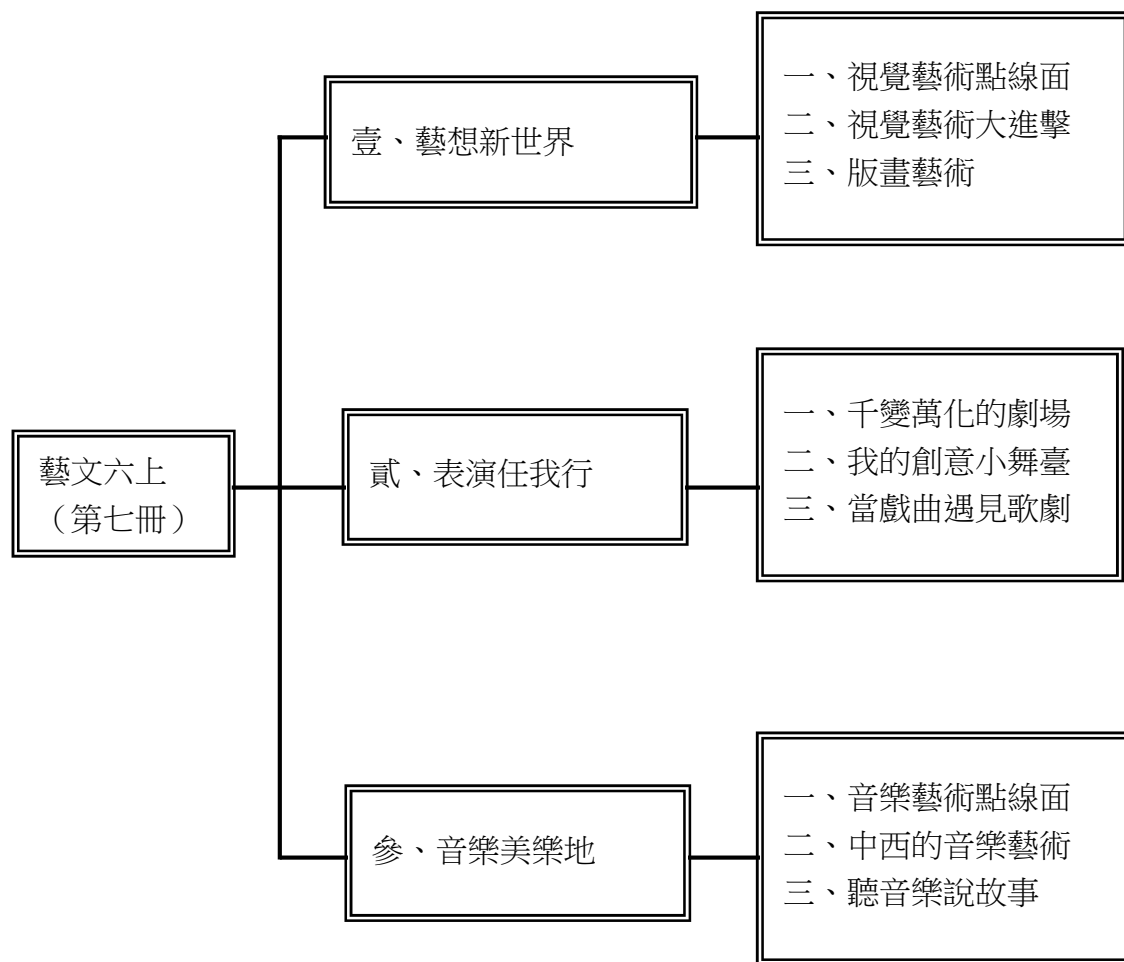 藝文六上
（第七冊）
壹、藝想新世界
一、視覺藝術點線面
二、視覺藝術大進擊
三、版畫藝術
貳、表演任我行
一、千變萬化的劇場
二、我的創意小舞臺
三、當戲曲遇見歌劇
參、音樂美樂地
一、音樂藝術點線面
二、中西的音樂藝術
三、聽音樂說故事